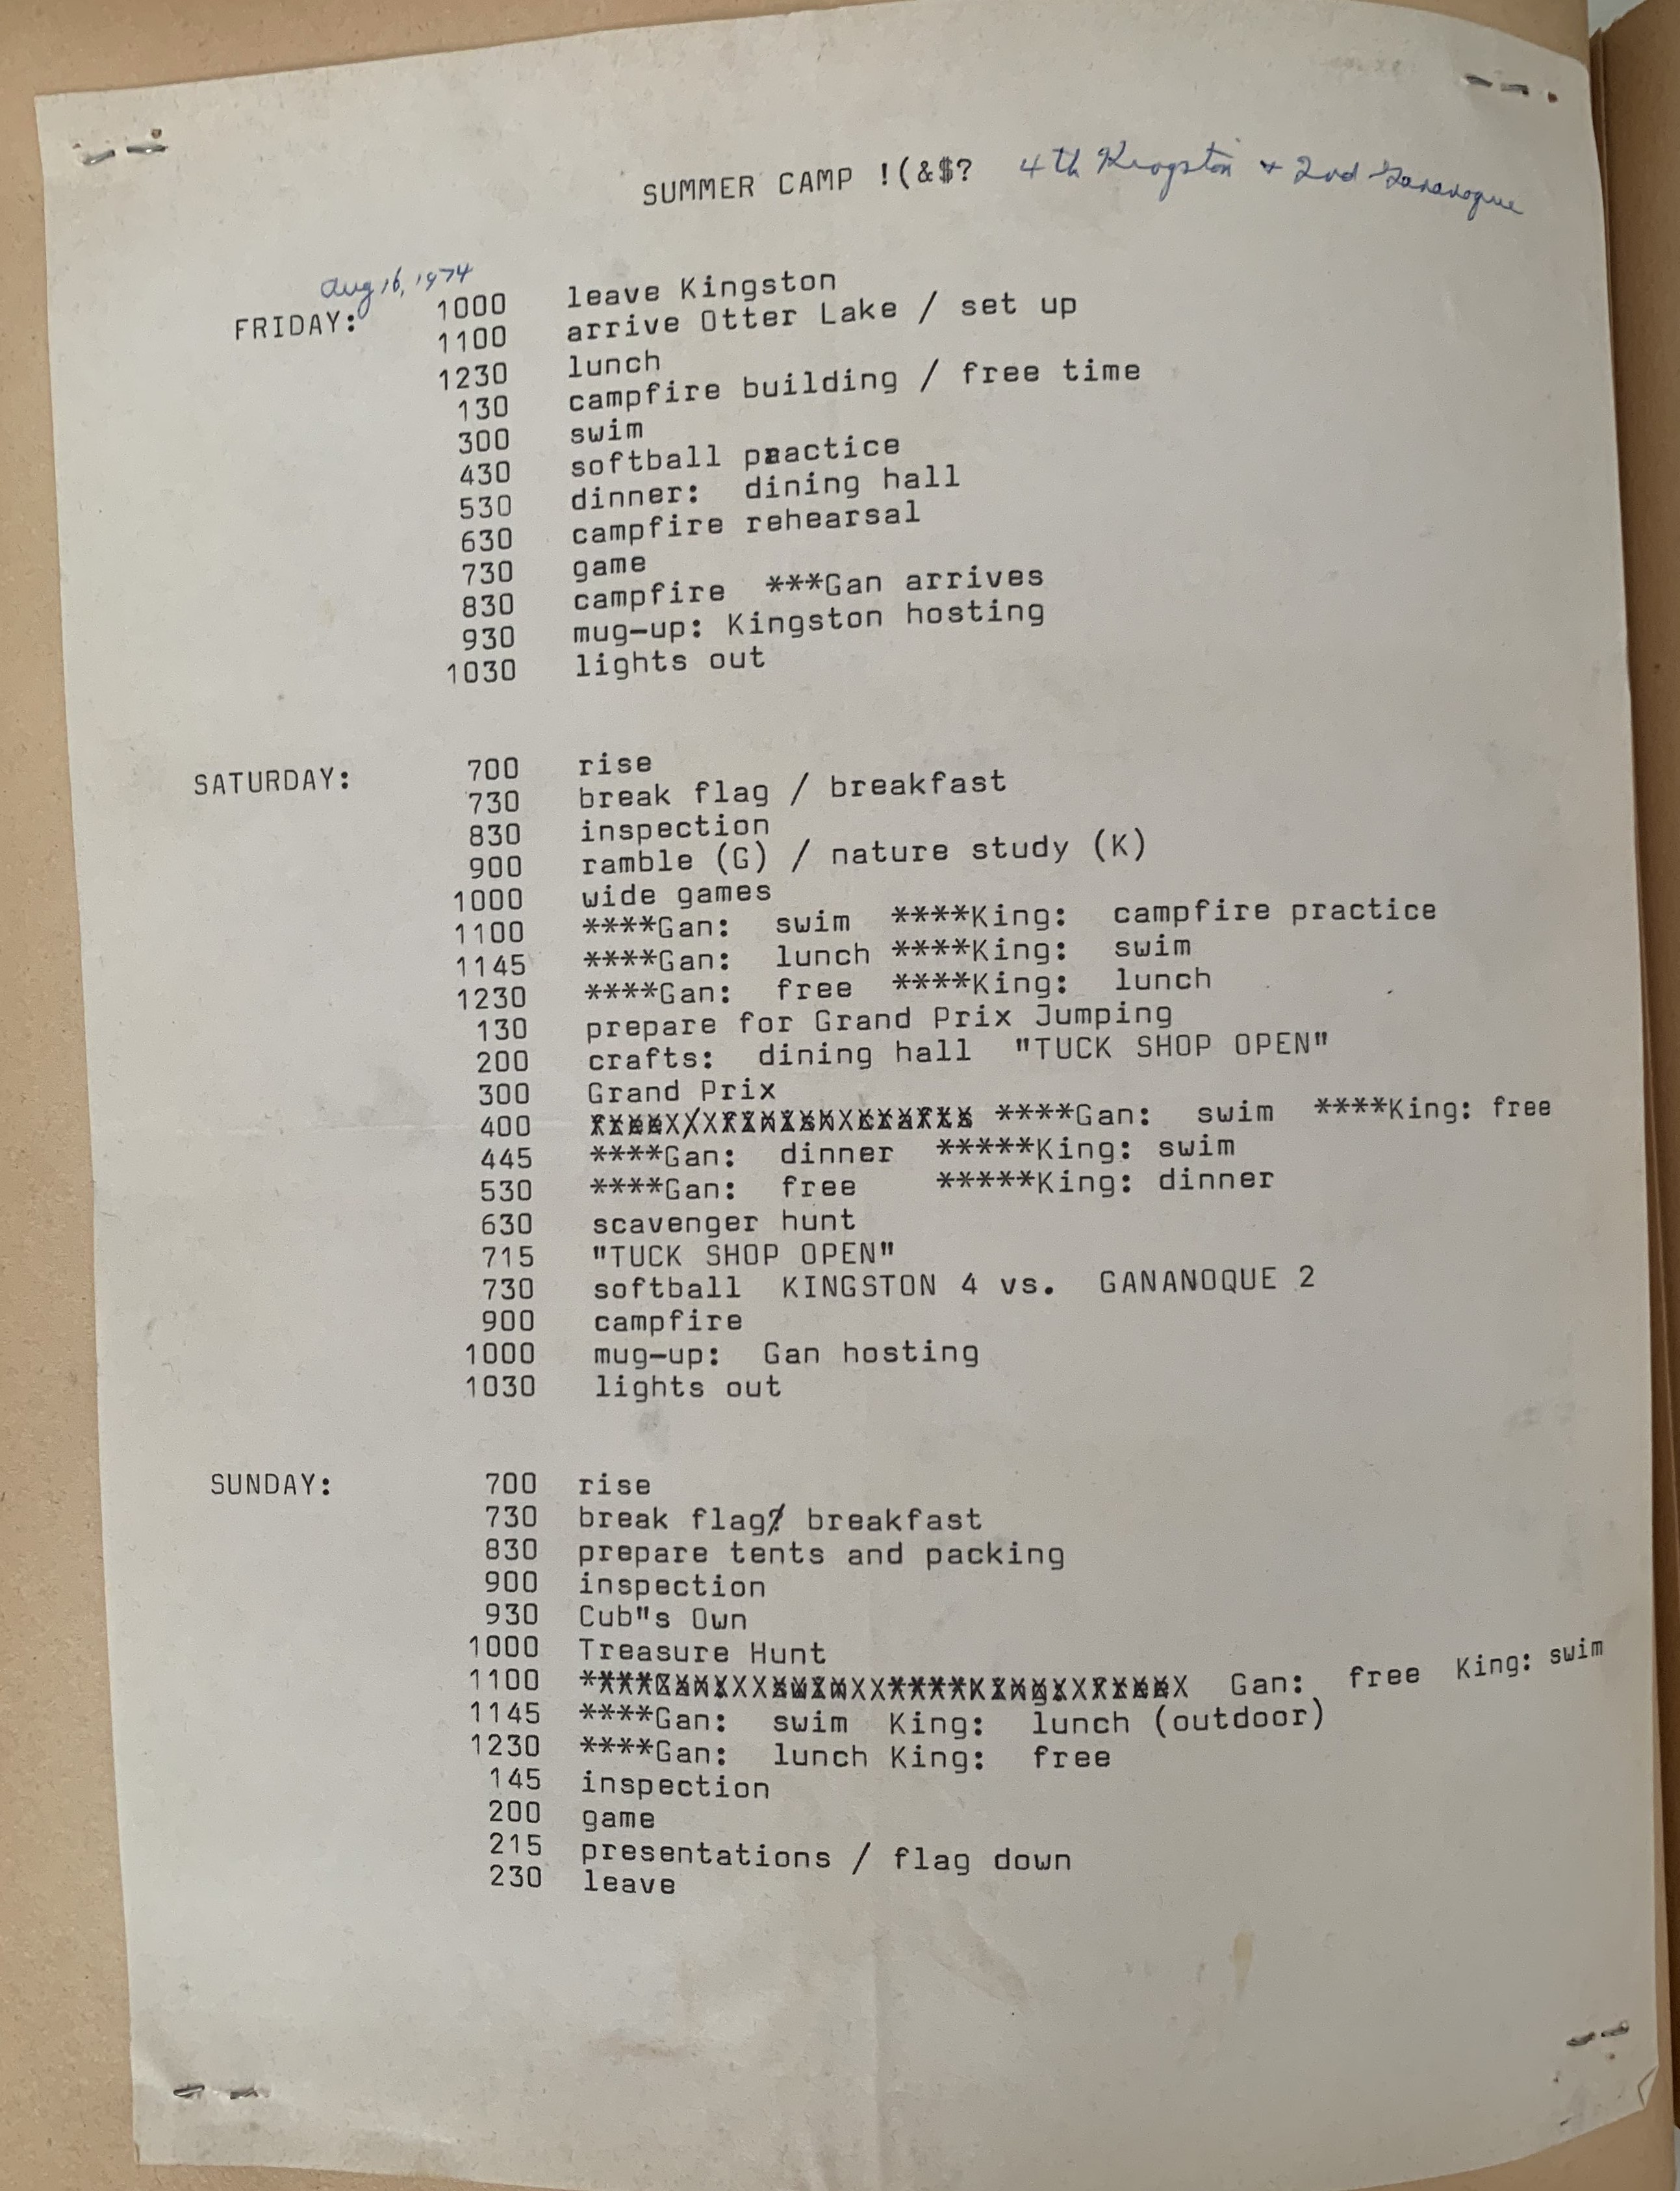 SUMMER CAMP !(&$? 4th Kingston + 2nd Gananoque
Aug 16, 1974
FRIDAY: 1000 leave Kingston
1100 arrive Otter Lake / set up
1230 lunch
130 campfire building / free time
300 swim
430 softball practice
530 dinner: dining hall
630 campfire rehearsal
730 game
830 campfire ***Gan arrives
930 mug-up: Kingston hosting
1030 lights out
SATURDAY: 700 rise
730 break flag / breakfast
830 inspection
900 ramble (G) / nature study (K)
1000 wide games
1100 ****Gan: swim ****King: campfire practice
1145 ****Gan: lunch ****King: swim
1230 ****Gan: free ****King: lunch
130 prepare for Grand Prix Jumping
200 crafts: dining hall "TUCK SHOP OPEN"
300 Grand Prix
400 ****Gan: swim ****King: free
445 ****Gan: dinner *****King: swim
530 ****Gan: free *****King: dinner
630 scavenger hunt
715 "TUCK SHOP OPEN"
730 softball KINGSTON 4 vs. GANANOQUE 2
900 campfire
1000 mug-up: Gan hosting
1030 lights out
SUNDAY: 700 rise
730 break flag/ breakfast
830 prepare tents and packing
900 inspection
930 Cub"s Own
1000 Treasure Hunt
1100 Gan: free King: swim
1145 ****Gan: swim King: lunch (outdoor)
1230 ****Gan: lunch King: free
145 inspection
200 game
215 presentations / flag down
230 leave